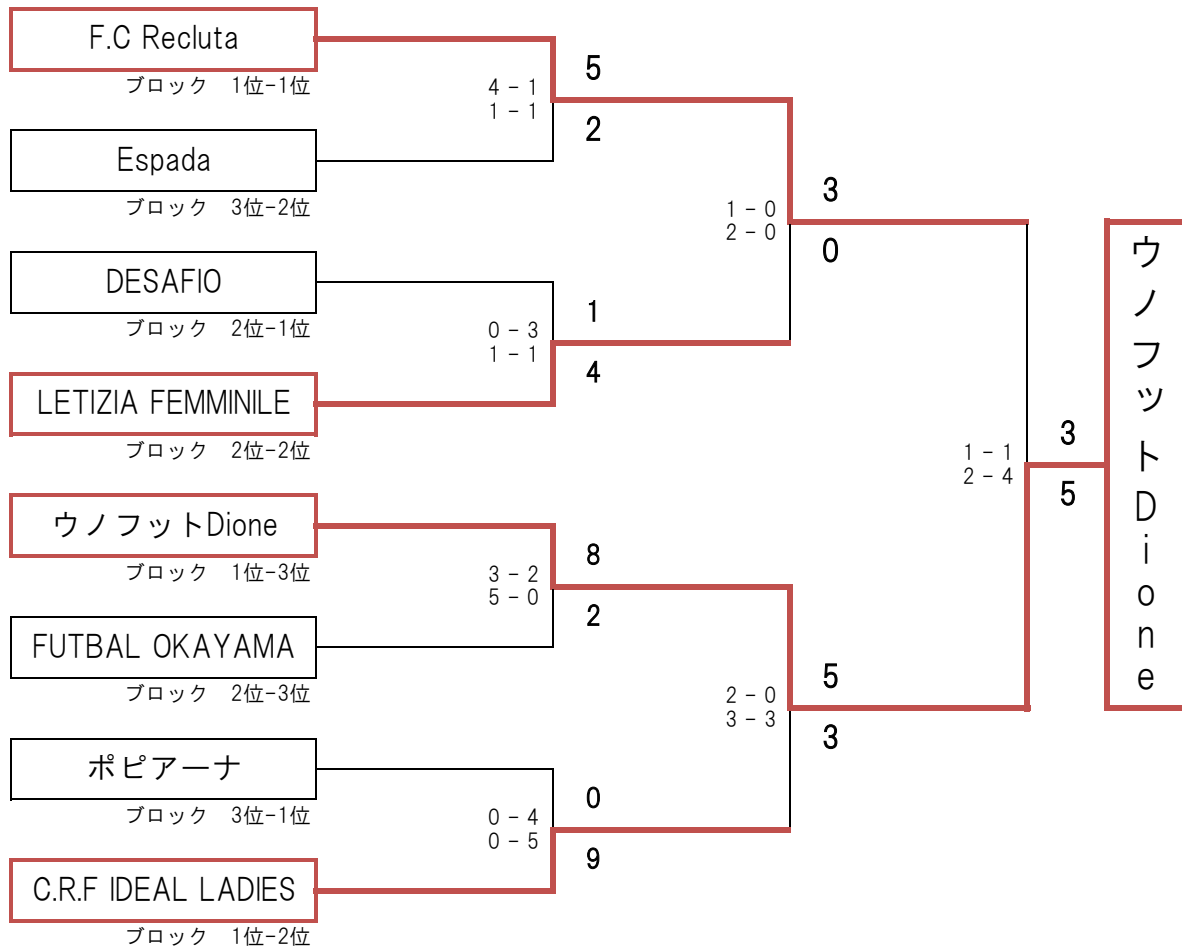 F.C Recluta
ブロック　1位-1位
Espada
ブロック　3位-2位
DESAFIO
ブロック　2位-1位
LETIZIA FEMMINILE
ブロック　2位-2位
ウノフットDione
ブロック　1位-3位
FUTBAL OKAYAMA
ブロック　2位-3位
ポピアーナ
ブロック　3位-1位
C.R.F IDEAL LADIES
ブロック　1位-2位
4 - 1
1 - 1
5
2
0 - 3
1 - 1
1
4
3 - 2
5 - 0
8
2
0 - 4
0 - 5
0
9
1 - 0
2 - 0
3
0
2 - 0
3 - 3
5
3
1 - 1
2 - 4
3
5
ウノフットDione